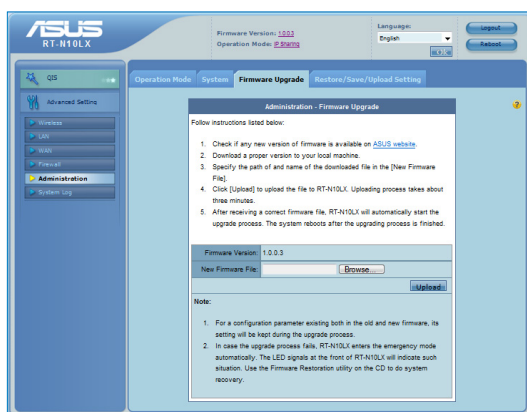 ASUS
RT-N10LX
Firmware Version: 1.0.0.3
Operation Mode: IP Sharing
Language:
English
OK
Logout
Reboot
QIS
Advanced Setting
Wireless
LAN
WAN
Firewall
Administration
System Log
Operation Mode System Firmware Upgrade Restore/Save/Upload Setting
Administration - Firmware Upgrade
Follow instructions listed below:
1. Check if any new version of firmware is available on ASUS website.
2. Download a proper version to your local machine.
3. Specify the path of and name of the downloaded file in the [New Firmware
File].
4. Click [Upload] to upload the file to RT-N10LX. Uploading process takes about
three minutes.
5. After receiving a correct firmware file, RT-N10LX will automatically start the
upgrade process. The system reboots after the upgrading process is finished.
Firmware Version: 1.0.0.3
New Firmware File: Browse...
Upload
Note:
1. For a configuration parameter existing both in the old and new firmware, its
setting will be kept during the upgrade process.
2. In case the upgrade process fails, RT-N10LX enters the emergency mode
automatically. The LED signals at the front of RT-N10LX will indicate such
situation. Use the Firmware Restoration utility on the CD to do system
recovery.